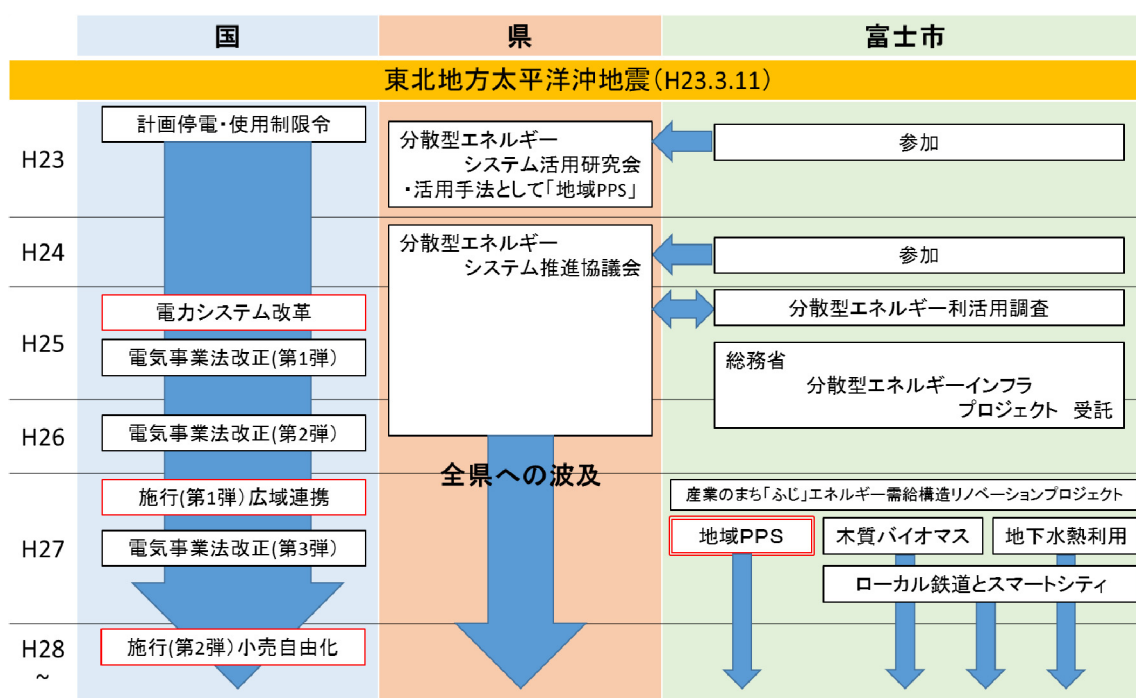 国
県
富士市
東北地方太平洋沖地震(H23.3.11)
H23
計画停電・使用制限令
分散型エネルギー
システム活用研究会
・活用手法として「地域PPS」
参加
H24
分散型エネルギー
システム推進協議会
参加
H25
電力システム改革
電気事業法改正(第1弾)
分散型エネルギー利活用調査
総務省
分散型エネルギーインフラ
プロジェクト 受託
H26
電気事業法改正(第2弾)
全県への波及
H27
施行(第1弾)広域連携
電気事業法改正(第3弾)
産業のまち「ふじ」エネルギー需給構造リノベーションプロジェクト
地域PPS
木質バイオマス
地下水熱利用
ローカル鉄道とスマートシティ
H28
~
施行(第2弾)小売自由化